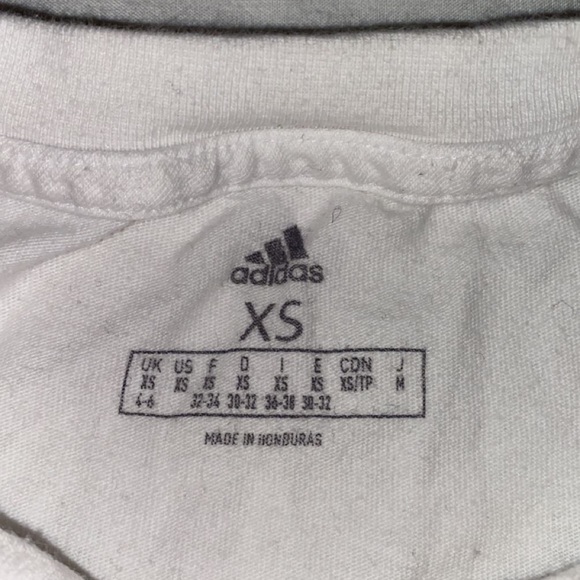 adidas
XS
UK US F D I E CDN J
XS XS XS XS XS XS XS/TP M
4-6 32-34 30-32 36-38 30-32
MADE IN HONDURAS